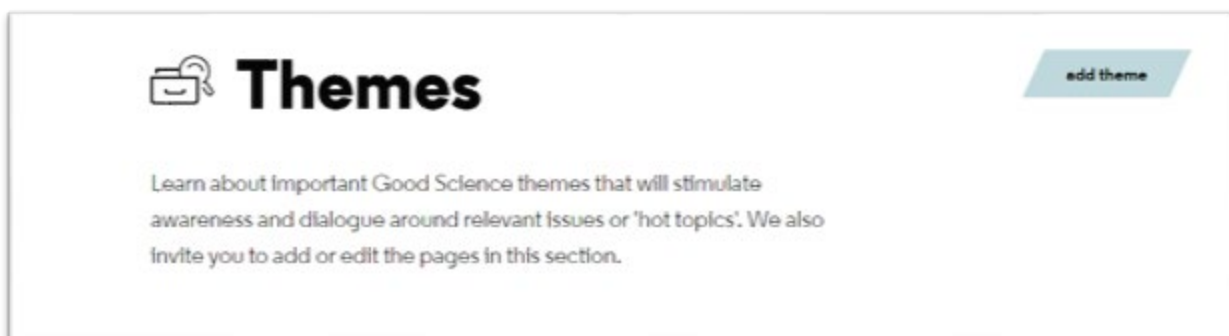 Themes
add theme
Learn about important Good Science themes that will stimulate
awareness and dialogue around relevant issues or 'hot topics'. We also
invite you to add or edit the pages in this section.